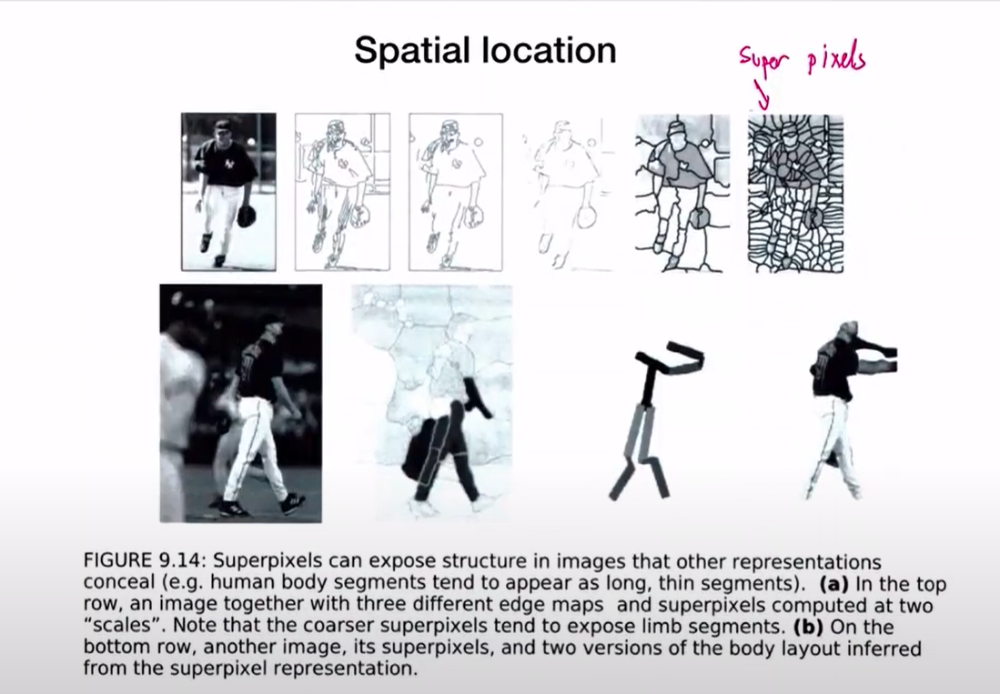 Spatial location
Super pixels
FIGURE 9.14: Superpixels can expose structure in images that other representations
conceal (e.g. human body segments tend to appear as long, thin segments). (a) In the top
row, an image together with three different edge maps and superpixels computed at two
“scales”. Note that the coarser superpixels tend to expose limb segments. (b) On the
bottom row, another image, its superpixels, and two versions of the body layout inferred
from the superpixel representation.